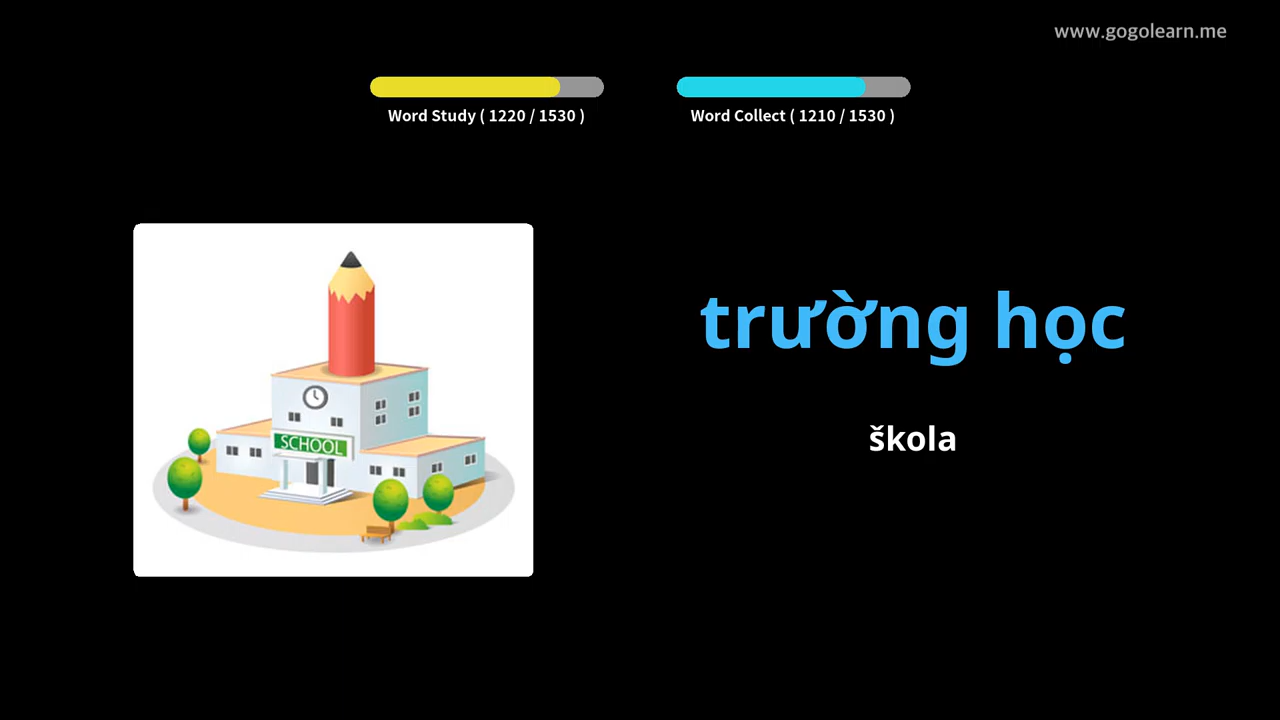 www.gogolearn.me
Word Study ( 1220 / 1530 )
Word Collect ( 1210 / 1530 )
SCHOOL
trường học
škola